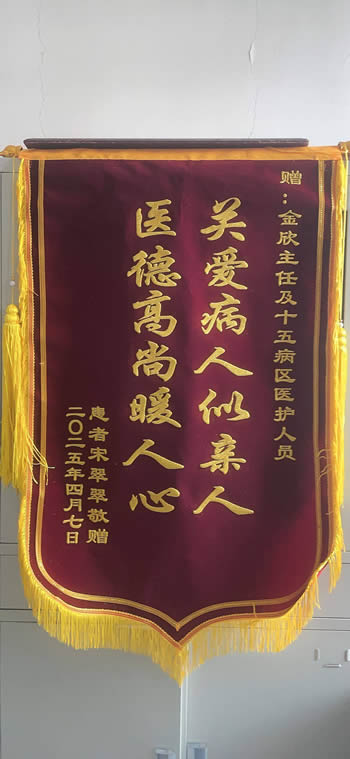 赠：金欣主任及十五病区医护人员
关爱病人似亲人
医德高尚暖人心
患者宋翠翠敬赠
二〇二五年四月七日